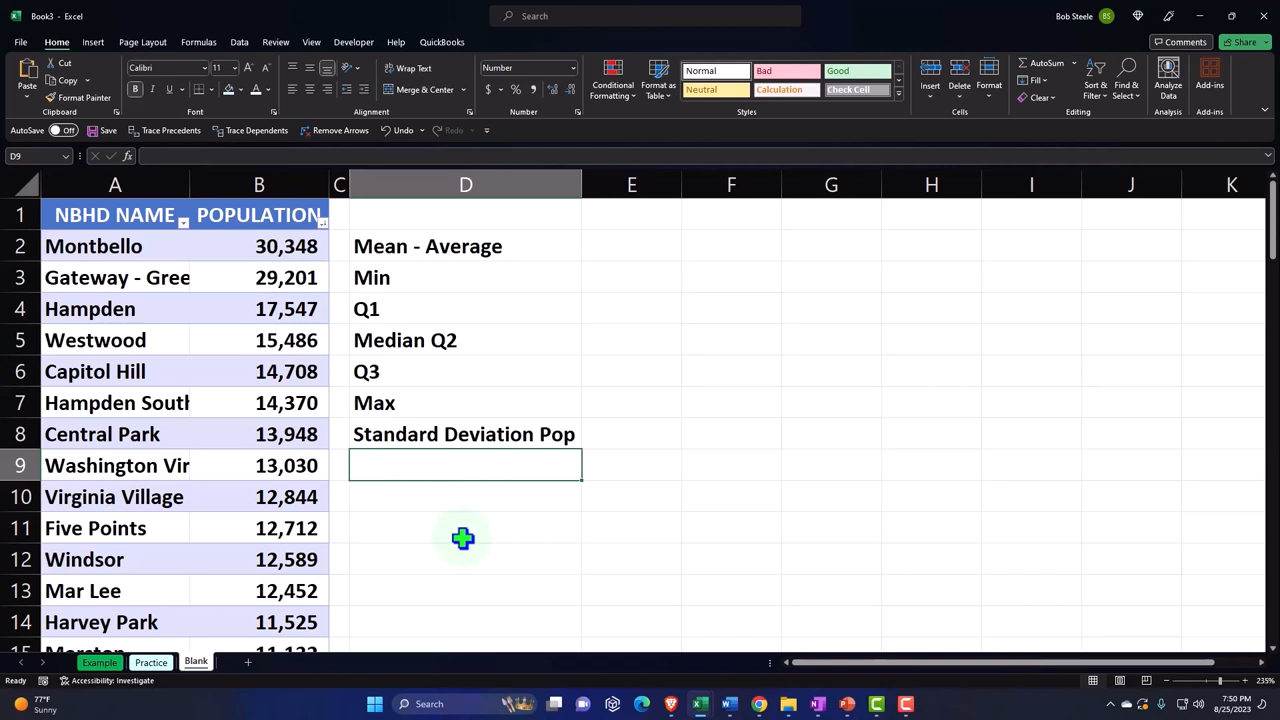 Book3 - Excel
Search
Bob Steele BS
File Home Insert Page Layout Formulas Data Review View Developer Help QuickBooks
Comments Share
Paste
Cut
Copy
Format Painter
Clipboard
Calibri 11
B I U
Font
Wrap Text
Merge & Center
Alignment
Number
$ % 9
Number
Conditional Formatting
Format as Table
Normal Bad Good
Neutral Calculation Check Cell
Styles
Insert Delete Format
Cells
AutoSum
Fill
Clear
Sort & Filter
Find & Select
Editing
Analyze Data
Analysis
Add-ins
Add-ins
AutoSave Off Save Trace Precedents Trace Dependents Remove Arrows Undo Redo
D9 fx
A B C D E F G H I J K
1 NBHD NAME POPULATION
2 Montbello 30,348 Mean - Average
3 Gateway - Gree 29,201 Min
4 Hampden 17,547 Q1
5 Westwood 15,486 Median Q2
6 Capitol Hill 14,708 Q3
7 Hampden South 14,370 Max
8 Central Park 13,948 Standard Deviation Pop
9 Washington Vir 13,030
10 Virginia Village 12,844
11 Five Points 12,712
12 Windsor 12,589
13 Mar Lee 12,452
14 Harvey Park 11,525
Example Practice Blank
Ready Accessibility: Investigate
235%
77°F
Sunny
Search
7:50 PM
8/25/2023